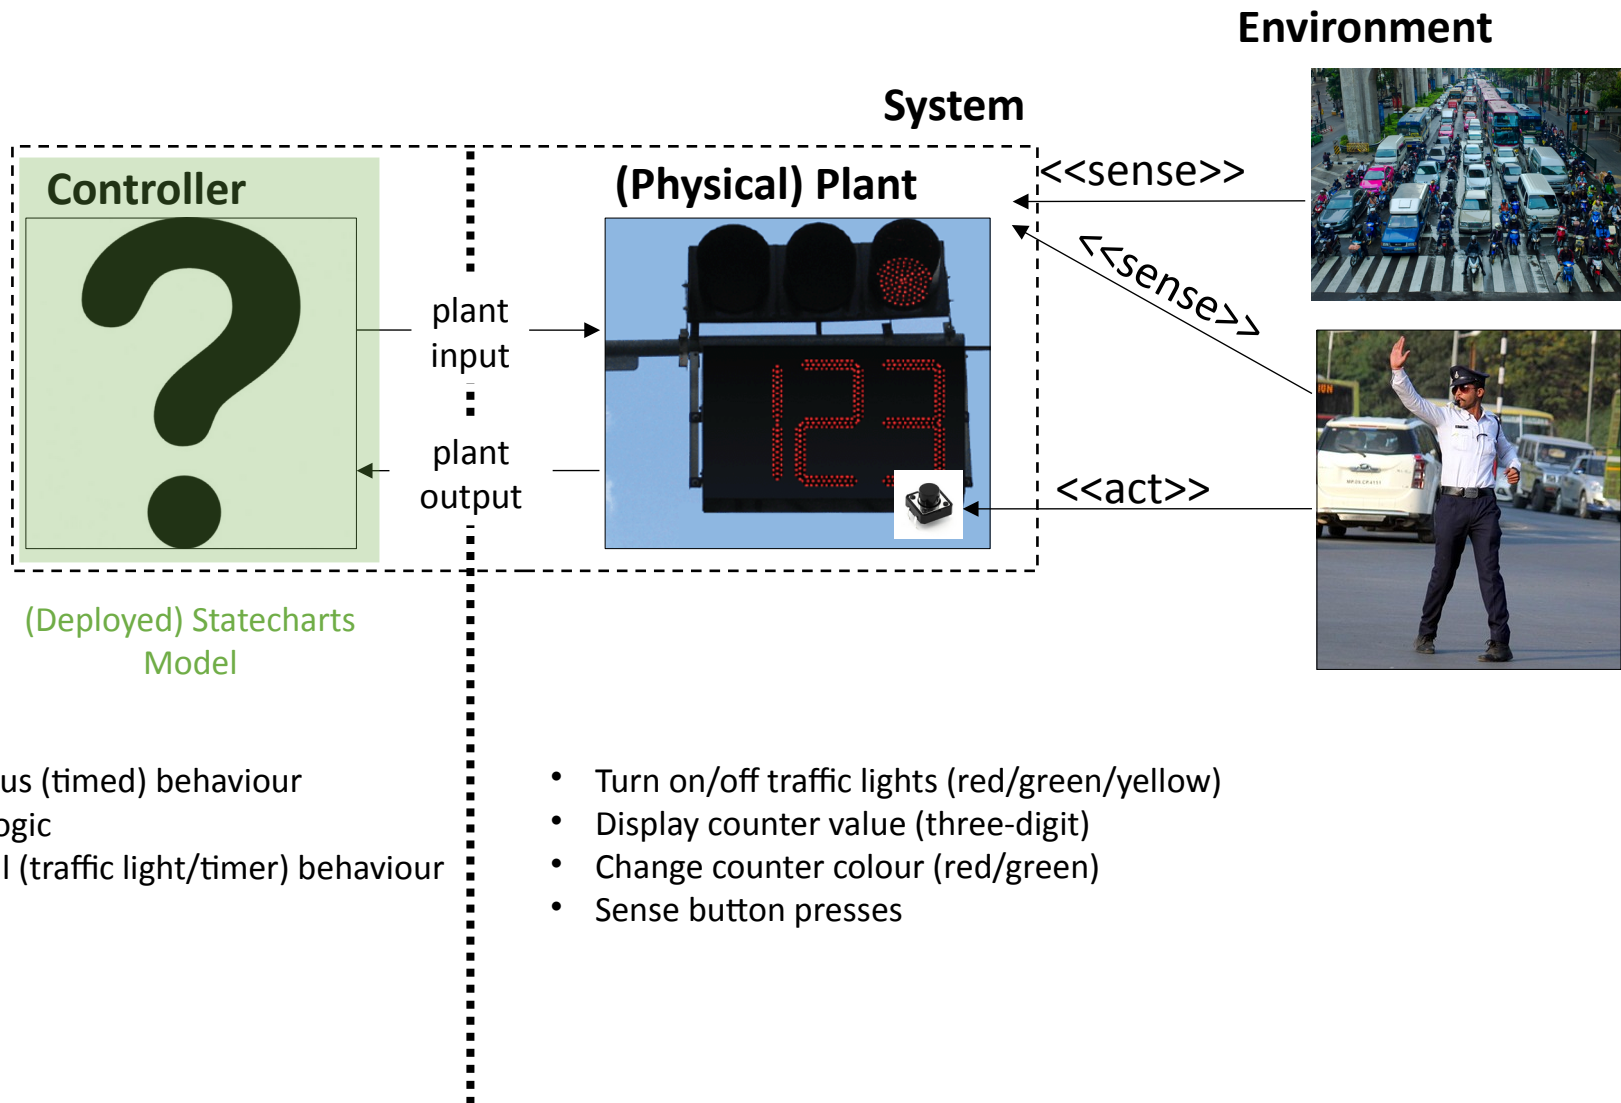 Environment
System
Controller
(Physical) Plant
<<sense>>
<<sense>>
plant
input
123
plant
output
<<act>>
(Deployed) Statecharts
Model
us (timed) behaviour
ogic
l (traffic light/timer) behaviour
• Turn on/off traffic lights (red/green/yellow)
• Display counter value (three-digit)
• Change counter colour (red/green)
• Sense button presses